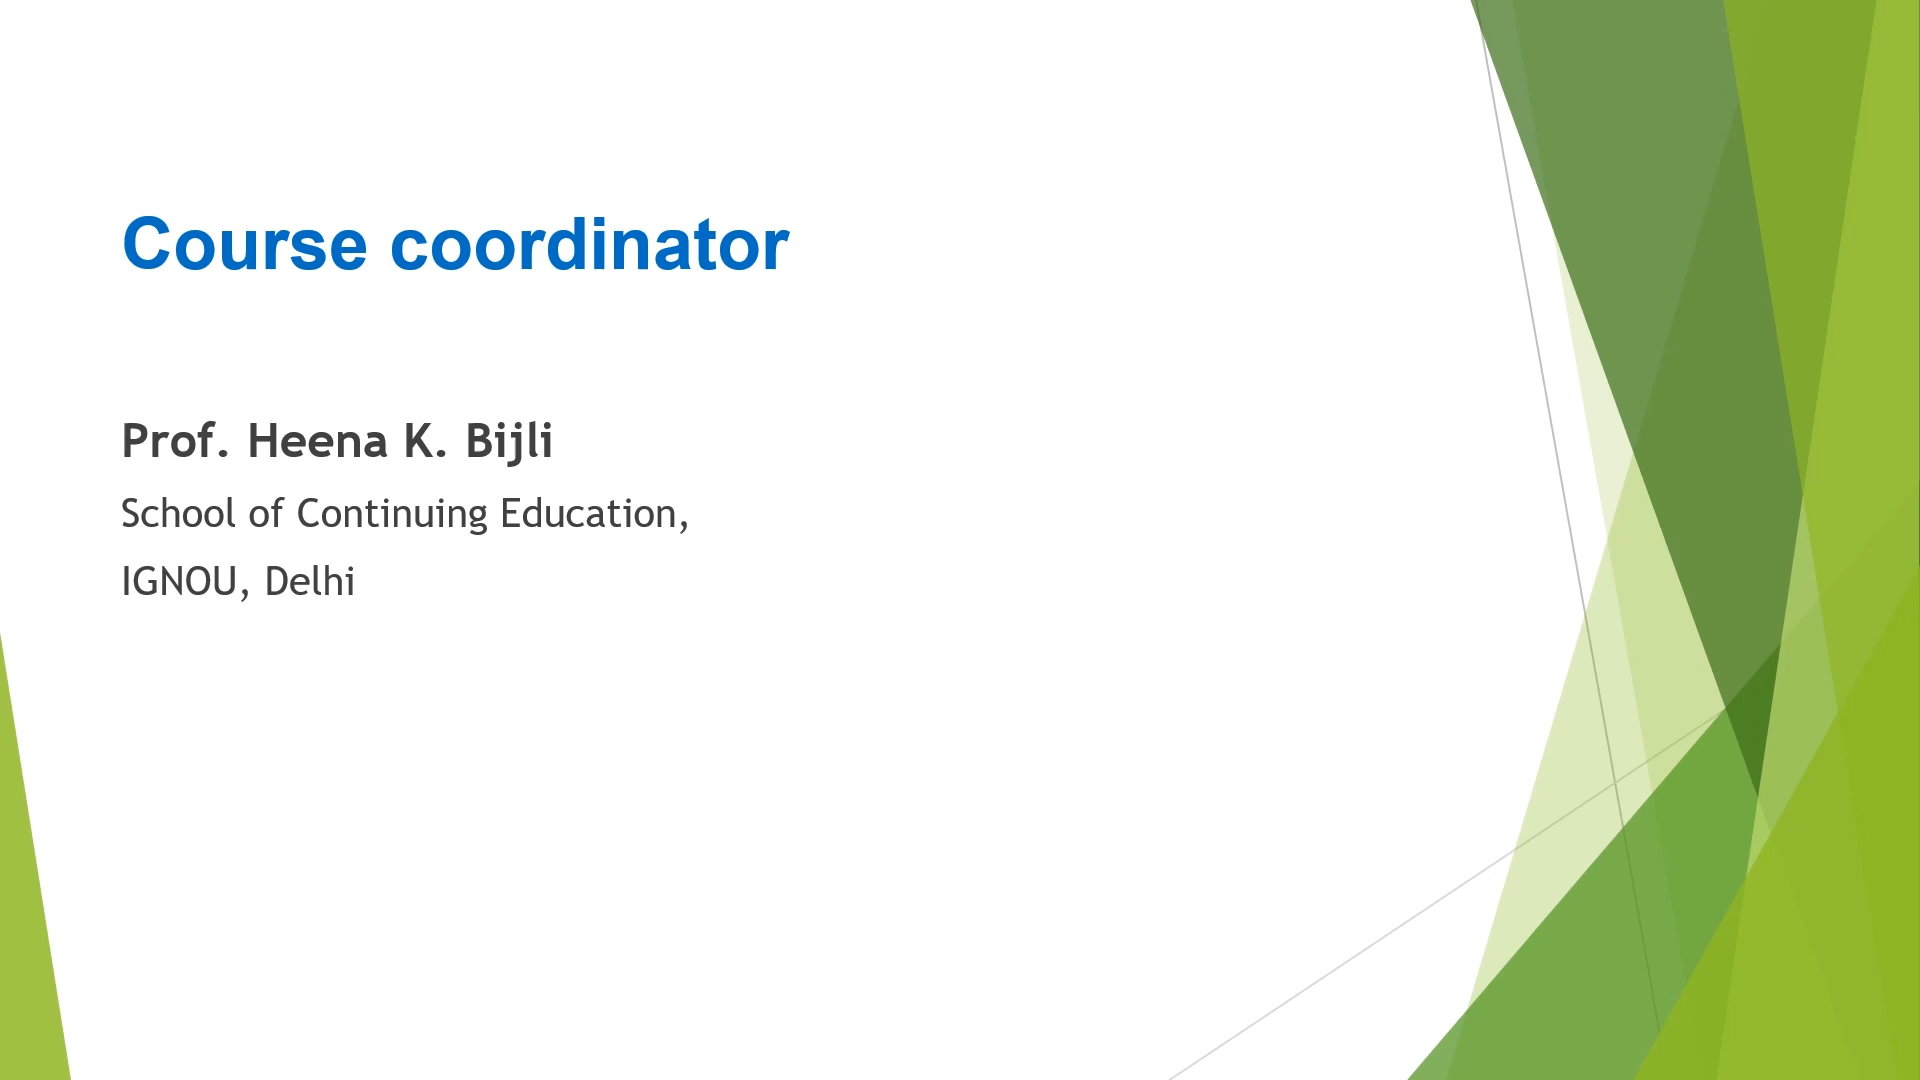 Course coordinator
Prof. Heena K. Bijli
School of Continuing Education,
IGNOU, Delhi